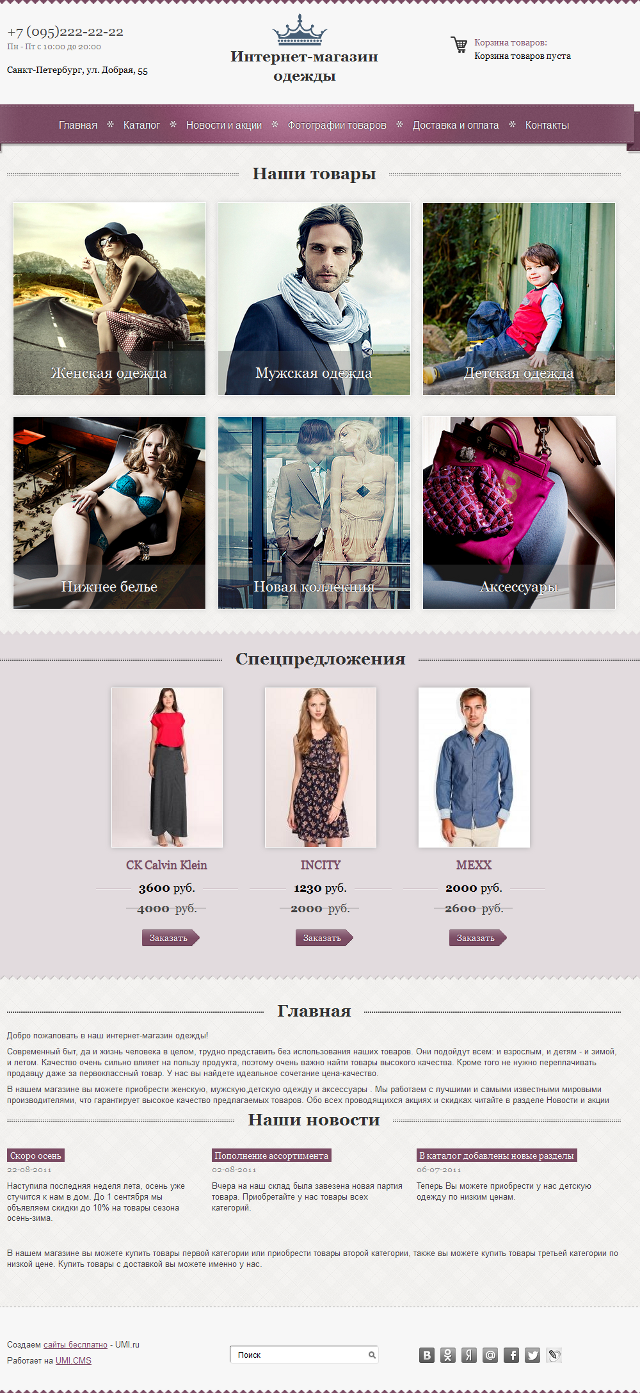 +7 (095)222-22-22
Пн - Пт с 10:00 до 20:00
Санкт-Петербург, ул. Добрая, 55
Интернет-магазин
одежды
Корзина товаров:
Корзина товаров пуста
Главная * Каталог * Новости и акции * Фотографии товаров * Доставка и оплата * Контакты
Наши товары
Женская одежда
Мужская одежда
Детская одежда
Нижнее белье
Новая коллекция
Аксессуары
Спецпредложения
CK Calvin Klein
3600 руб.
4000 руб.
Заказать
INCITY
1230 руб.
2000 руб.
Заказать
MEXX
2000 руб.
2600 руб.
Заказать
Главная
Добро пожаловать в наш интернет-магазин одежды!
Современный быт, да и жизнь человека в целом, трудно представить без использования наших товаров. Они подойдут всем: и взрослым, и детям - и зимой,
и летом. Качество очень сильно влияет на пользу продукта, поэтому очень важно найти товары высокого качества. Кроме того не нужно переплачивать
продавцу даже за первоклассный товар. У нас вы найдете идеальное сочетание цена-качество.
В нашем магазине вы можете приобрести женскую, мужскую,детскую одежду и аксессуары . Мы работаем с лучшими и самыми известными мировыми
производителями, что гарантирует высокое качество предлагаемых товаров. Обо всех проводящихся акциях и скидках читайте в разделе Новости и акции
Наши новости
Скоро осень
22-08-2011
Наступила последняя неделя лета, осень уже
стучится к нам в дом. До 1 сентября мы
объявляем скидки до 10% на товары сезона
осень-зима.
Пополнение ассортимента
02-08-2011
Вчера на наш склад была завезена новая партия
товара. Приобретайте у нас товары всех
категорий.
В каталог добавлены новые разделы
06-07-2011
Теперь Вы можете приобрести у нас детскую
одежду по низким ценам.
В нашем магазине вы можете купить товары первой категории или приобрести товары второй категории, также вы можете купить товары третьей категории по
низкой цене. Купить товары с доставкой вы можете именно у нас.
Создаем сайты бесплатно - UMI.ru
Работает на UMI.CMS
Поиск